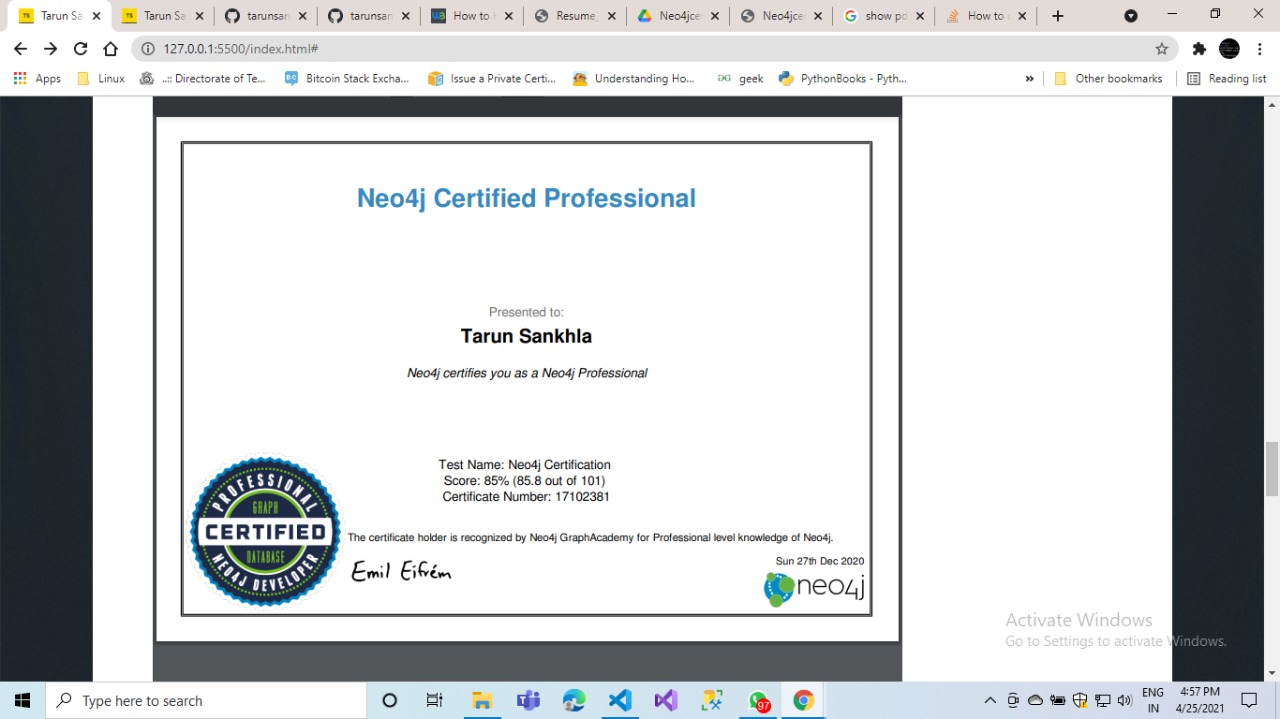 Tarun Sa
Tarun Sa
tarunsan
tarunsan
How to h
Resume_
Neo4jce
Neo4jce
show pd
How to c
127.0.0.1:5500/index.html#
Apps
Linux
..:: Directorate of Te...
Bitcoin Stack Excha...
Issue a Private Certi...
Understanding Ho...
geek
PythonBooks - Pyth...
»
Other bookmarks
Reading list
Neo4j Certified Professional
Presented to:
Tarun Sankhla
Neo4j certifies you as a Neo4j Professional
Test Name: Neo4j Certification
Score: 85% (85.8 out of 101)
Certificate Number: 17102381
PROFESSIONAL
GRAPH
CERTIFIED
DATABASE
NEO4J DEVELOPER
The certificate holder is recognized by Neo4j GraphAcademy for Professional level knowledge of Neo4j.
Emil Eifrém
Sun 27th Dec 2020
neo4j
Activate Windows
Go to Settings to activate Windows.
Type here to search
97
ENG
IN
4:57 PM
4/25/2021